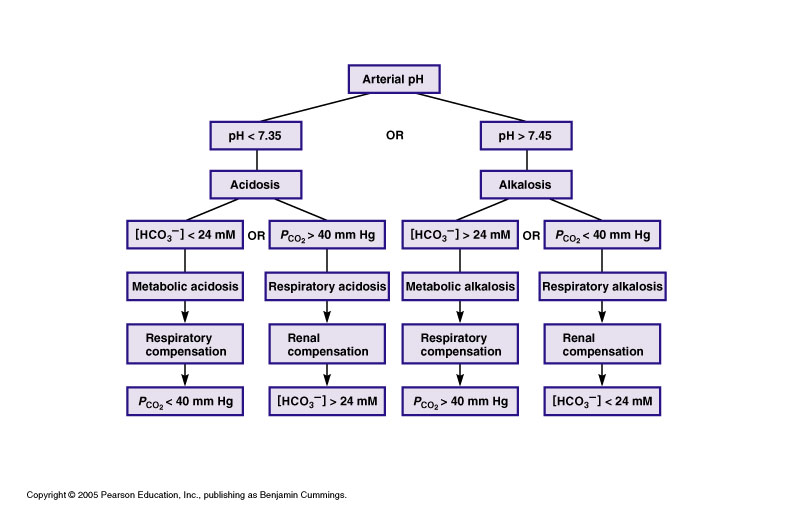 Arterial pH
pH < 7.35
OR
pH > 7.45
Acidosis
Alkalosis
[HCO₃⁻] < 24 mM
OR
PCO₂ > 40 mm Hg
[HCO₃⁻] > 24 mM
OR
PCO₂ < 40 mm Hg
Metabolic acidosis
Respiratory acidosis
Metabolic alkalosis
Respiratory alkalosis
Respiratory
compensation
Renal
compensation
Respiratory
compensation
Renal
compensation
PCO₂ < 40 mm Hg
[HCO₃⁻] > 24 mM
PCO₂ > 40 mm Hg
[HCO₃⁻] < 24 mM
Copyright © 2005 Pearson Education, Inc., publishing as Benjamin Cummings.